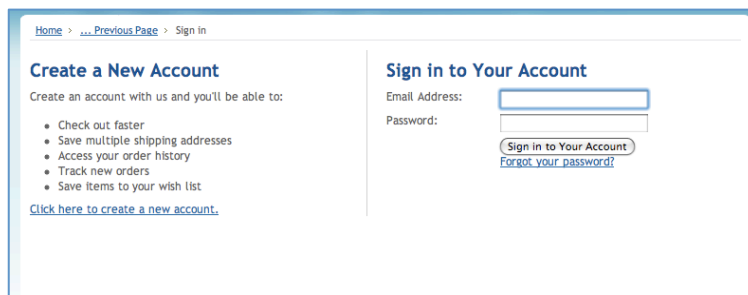 Home > ... Previous Page > Sign in
Create a New Account
Create an account with us and you'll be able to:
• Check out faster
• Save multiple shipping addresses
• Access your order history
• Track new orders
• Save items to your wish list
Click here to create a new account.
Sign in to Your Account
Email Address:
Password:
Sign in to Your Account
Forgot your password?